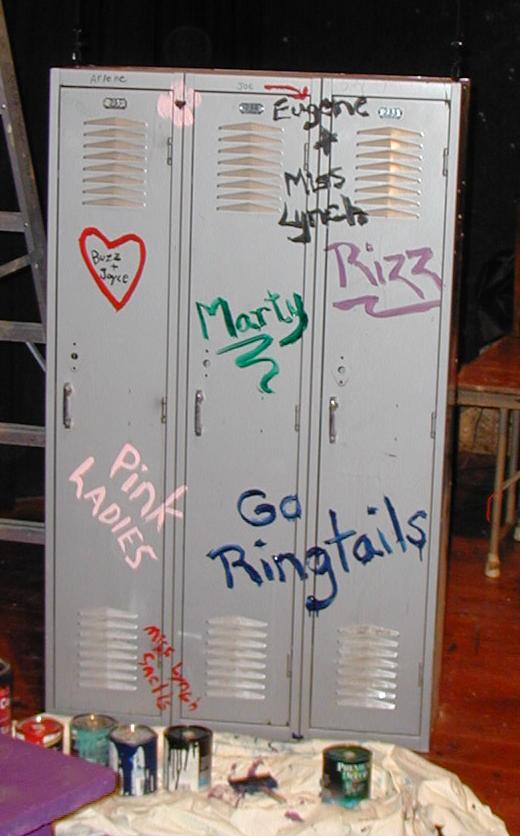 Arlene
Joe
Eugene
+
Miss
Lynch
Buzz
+
Joyce
Rizz
Marty
Pink
LADIES
Go
Ringtails
Miss Lynch
Smells